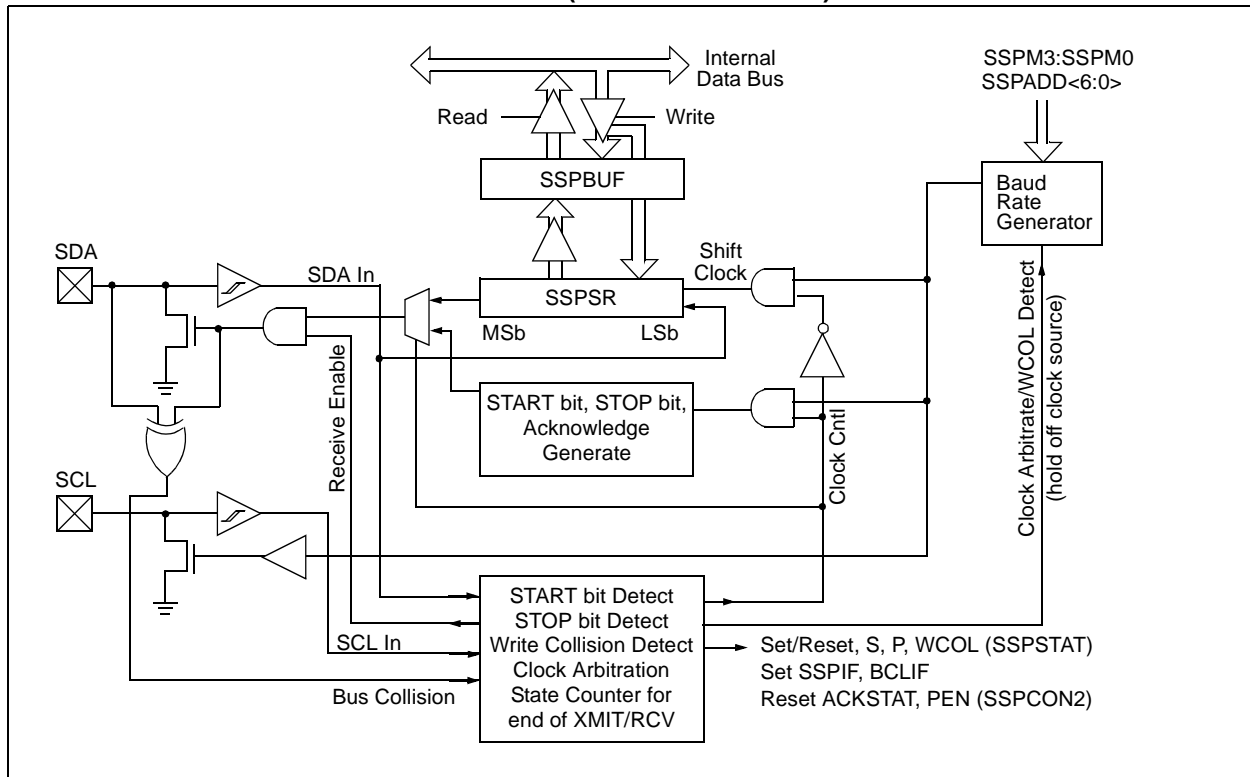 Internal
Data Bus
Read
Write
SSPM3:SSPM0
SSPADD<6:0>
SSPBUF
Baud
Rate
Generator
SDA
SDA In
Shift
Clock
SSPSR
MSb
LSb
START bit, STOP bit,
Acknowledge
Generate
Receive Enable
Clock Cntl
Clock Arbitrate/WCOL Detect
(hold off clock source)
SCL
SCL In
Bus Collision
START bit Detect
STOP bit Detect
Write Collision Detect
Clock Arbitration
State Counter for
end of XMIT/RCV
Set/Reset, S, P, WCOL (SSPSTAT)
Set SSPIF, BCLIF
Reset ACKSTAT, PEN (SSPCON2)